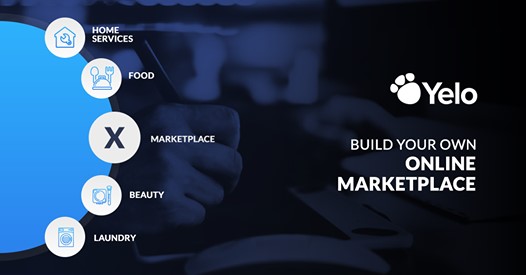 HOME
SERVICES
FOOD
X
MARKETPLACE
BEAUTY
LAUNDRY
Yelo
BUILD YOUR OWN
ONLINE
MARKETPLACE